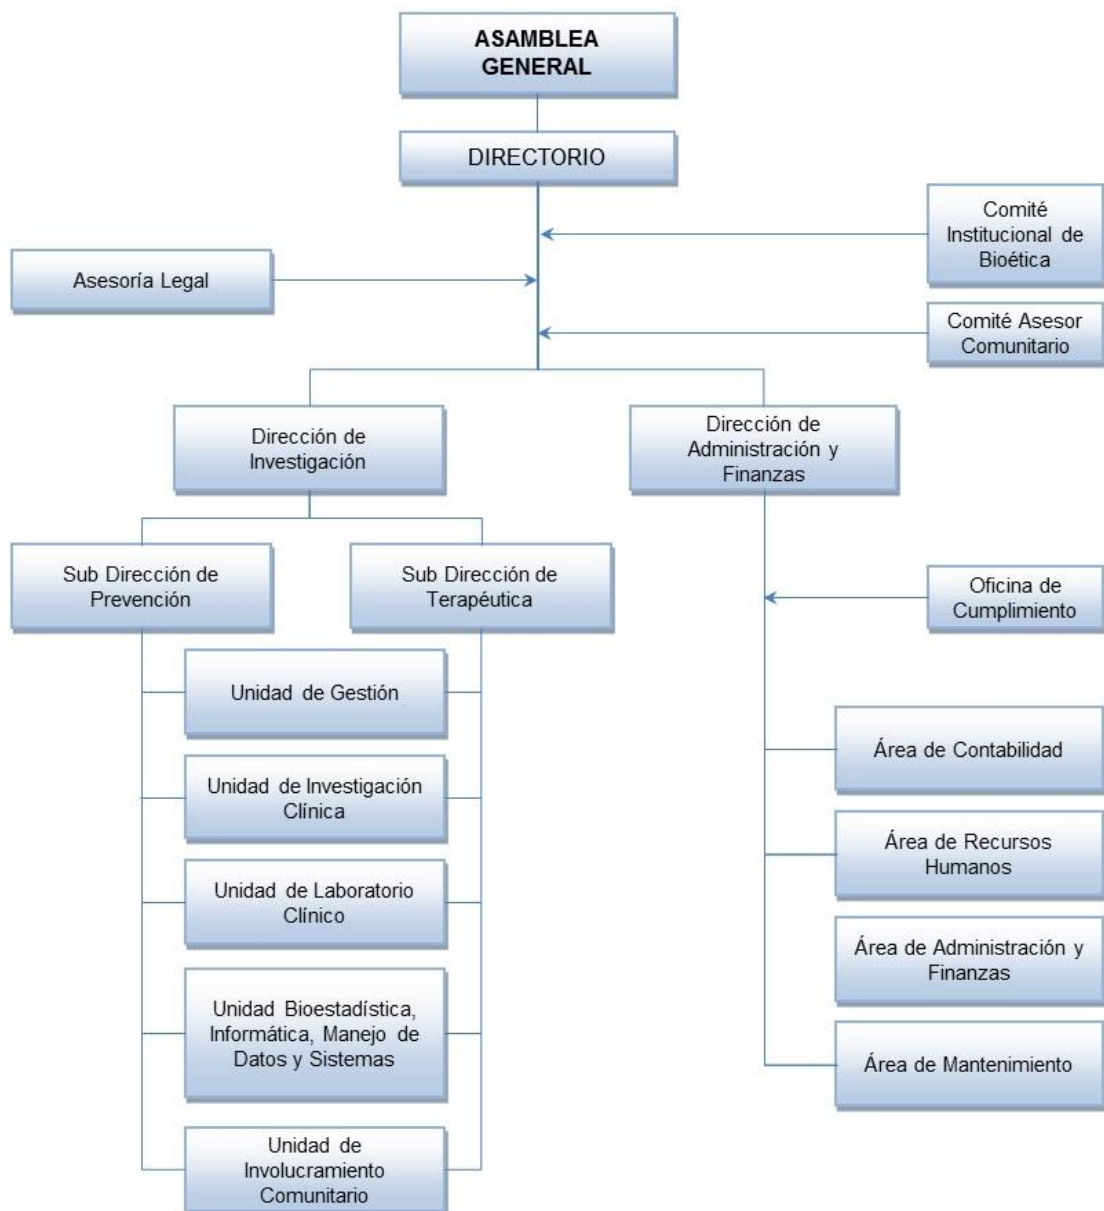 ASAMBLEA
GENERAL
DIRECTORIO
Comité
Institucional de
Bioética
Asesoría Legal
Comité Asesor
Comunitario
Dirección de
Investigación
Dirección de
Administración y
Finanzas
Sub Dirección de
Prevención
Sub Dirección de
Terapéutica
Oficina de
Cumplimiento
Unidad de Gestión
Unidad de Investigación
Clínica
Unidad de Laboratorio
Clínico
Unidad Bioestadística,
Informática, Manejo de
Datos y Sistemas
Unidad de
Involucramiento
Comunitario
Área de Contabilidad
Área de Recursos
Humanos
Área de Administración y
Finanzas
Área de Mantenimiento